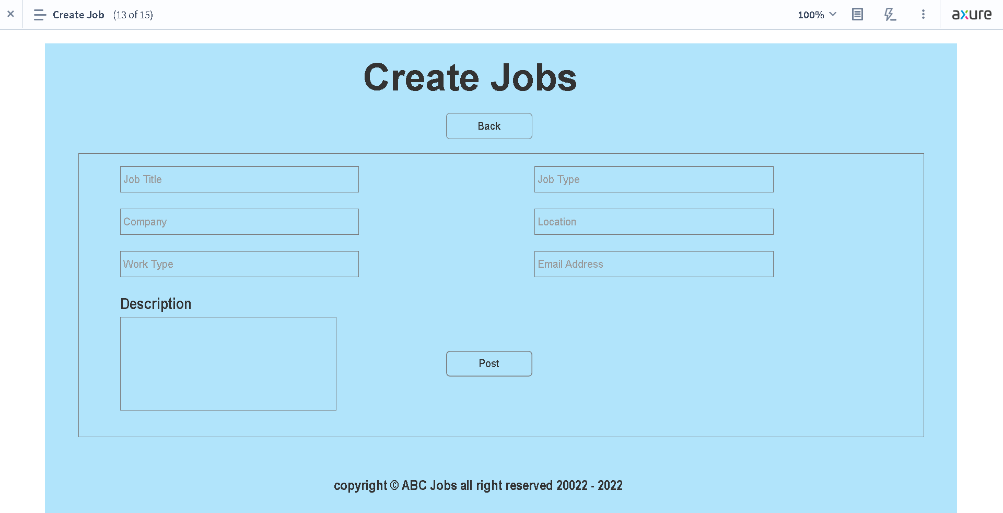 Create Job (13 of 15) 100% axure
Create Jobs
Back
Job Title Job Type
Company Location
Work Type Email Address
Description
Post
copyright © ABC Jobs all right reserved 20022 - 2022